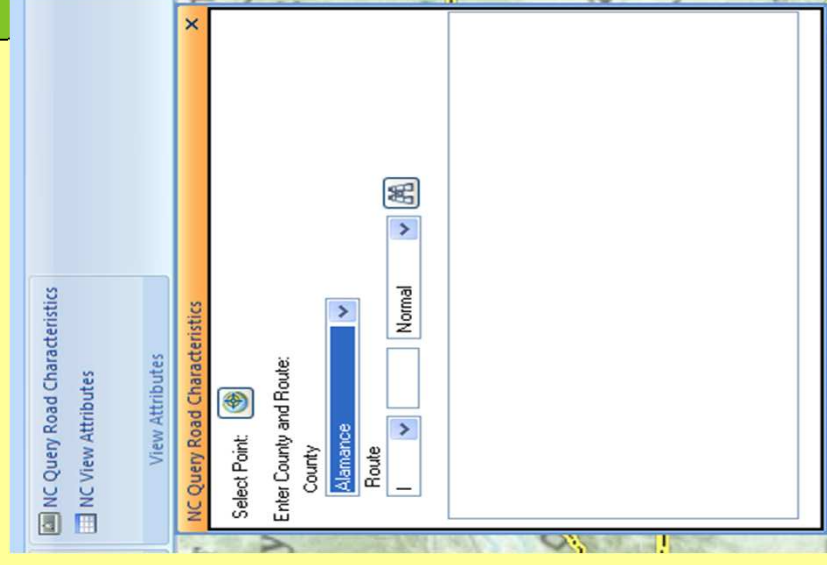 NC Query Road Characteristics
NC View Attributes
View Attributes
NC Query Road Characteristics
Select Point:
Enter County and Route:
County
Alamance
Route
I Normal